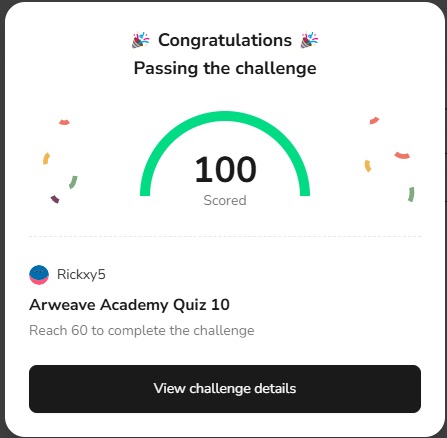 🎉 Congratulations 🎉
Passing the challenge
100
Scored
Rickxy5
Arweave Academy Quiz 10
Reach 60 to complete the challenge
View challenge details